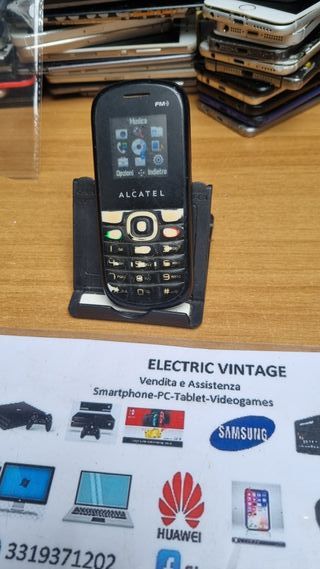 FM
Musica
Opzioni
Indietro
ALCATEL
ELECTRIC VINTAGE
Vendita e Assistenza
Smartphone-PC-Tablet-Videogames
SAMSUNG
HUAWEI
3319371202